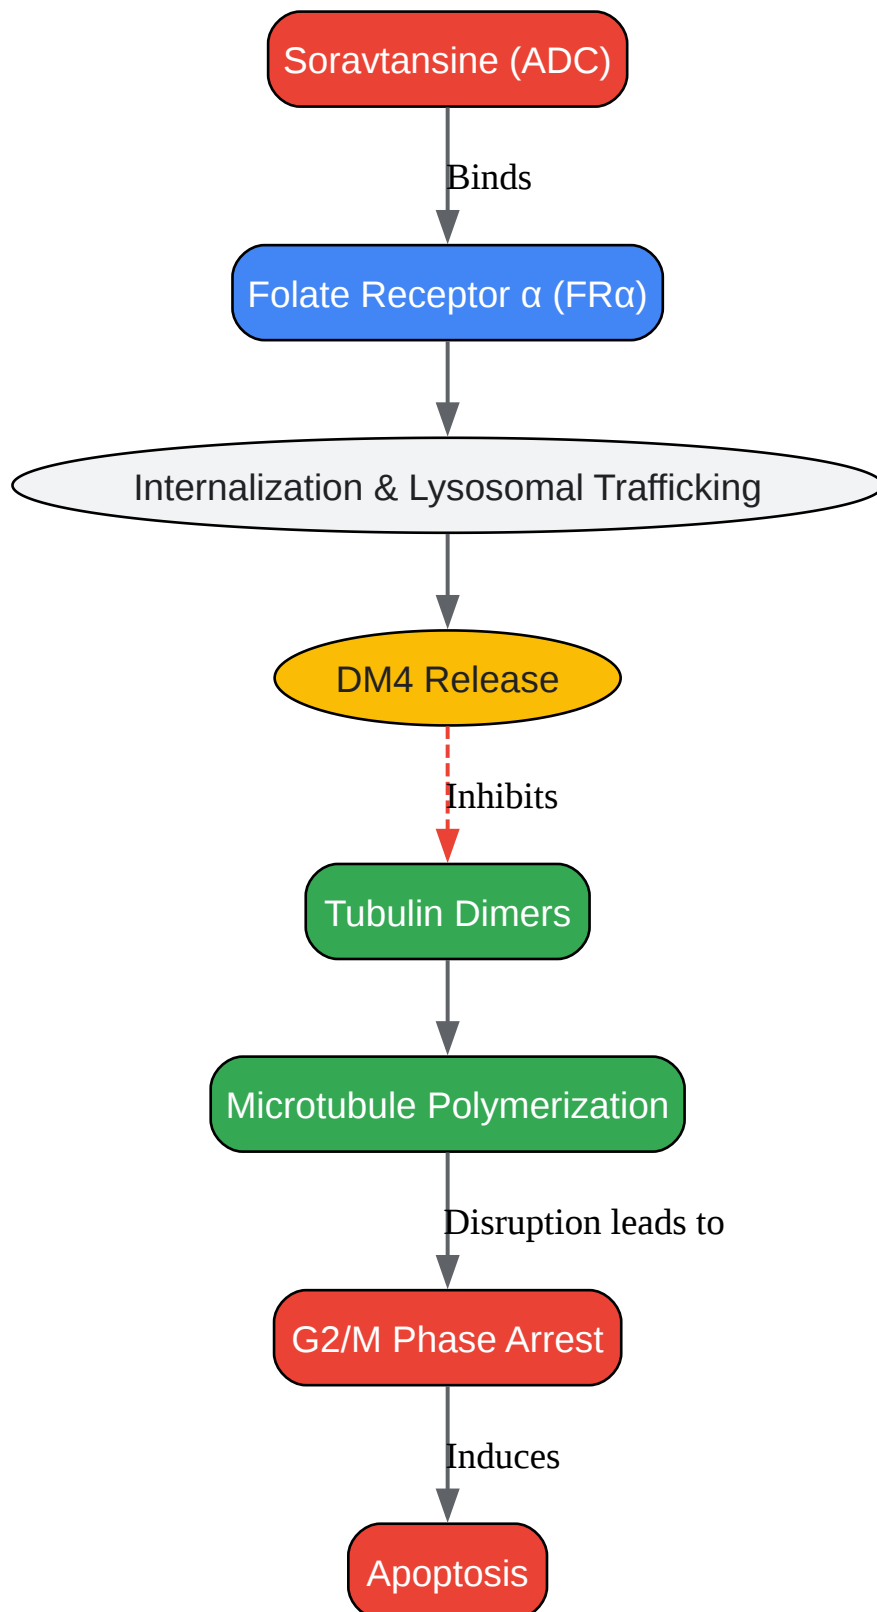 Soravtansine (ADC)
Binds
Folate Receptor α (FRα)
Internalization & Lysosomal Trafficking
DM4 Release
Inhibits
Tubulin Dimers
Microtubule Polymerization
Disruption leads to
G2/M Phase Arrest
Induces
Apoptosis